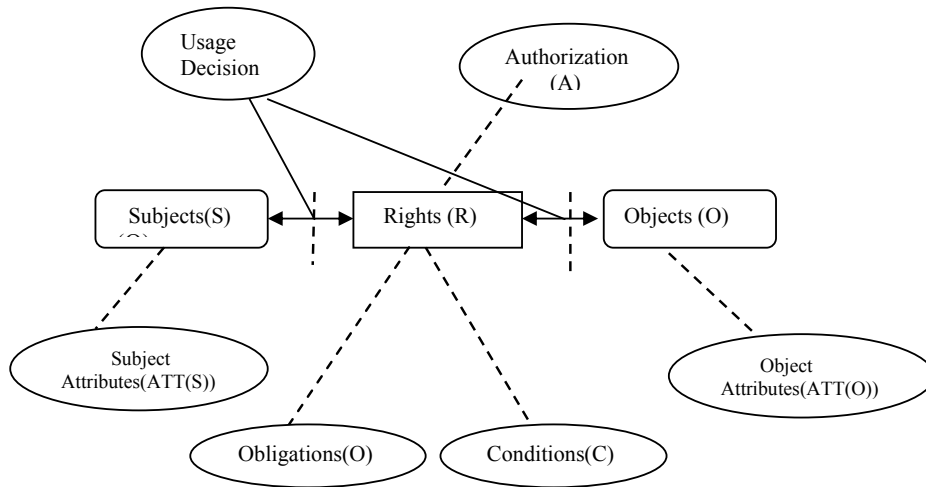 Usage
Decision
Authorization
(A)
Subjects(S)
Rights (R)
Objects (O)
Subject
Attributes(ATT(S))
Object
Attributes(ATT(O))
Obligations(O)
Conditions(C)